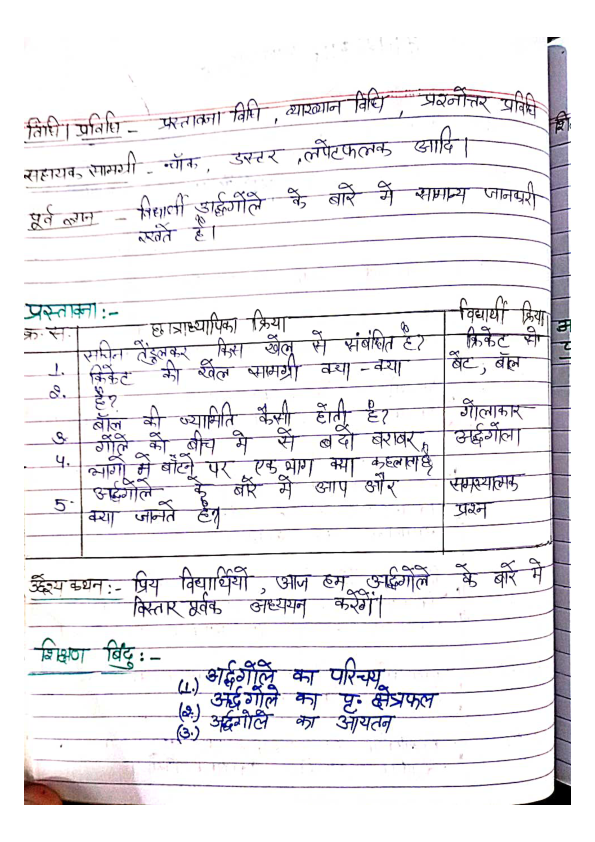 विधि। प्रविधि - प्रस्तावना विधि, व्याख्यान विधि, प्रश्नोत्तर प्रविधि
सहायक सामग्री - चॉक, डस्टर, लपेटफलक आदि।
पूर्व ज्ञान - विद्यार्थी अर्द्धगोले के बारे में सामान्य जानकारी
रखते है।
प्रस्तावना :-
क्र. स. छात्राध्यापिका क्रिया विद्यार्थी क्रिया
1. सचिन तेंदुलकर किस खेल से संबंधित है? क्रिकेट से
2. क्रिकेट की खेल सामग्री क्या - क्या बेट, बॉल
है?
3. बॉल की ज्यामिति कैसी होती है? गोलाकार
4. गोले को बीच मे से बदो बराबर अर्द्धगोला
भागो में बाँटने पर एक भाग क्या कहलाता है
5. अर्द्धगोले के बारे में आप और समस्यात्मक
क्या जानते है? प्रश्न
उद्देश्य कथन :- प्रिय विद्यार्थियों, आज हम अर्द्धगोले के बारे मे
विस्तार पूर्वक अध्ययन करेगें।
शिक्षण बिंदु :-
(1.) अर्द्धगोले का परिचय
(2.) अर्द्धगोले का पृ. क्षेत्रफल
(3.) अर्द्धगोले का आयतन